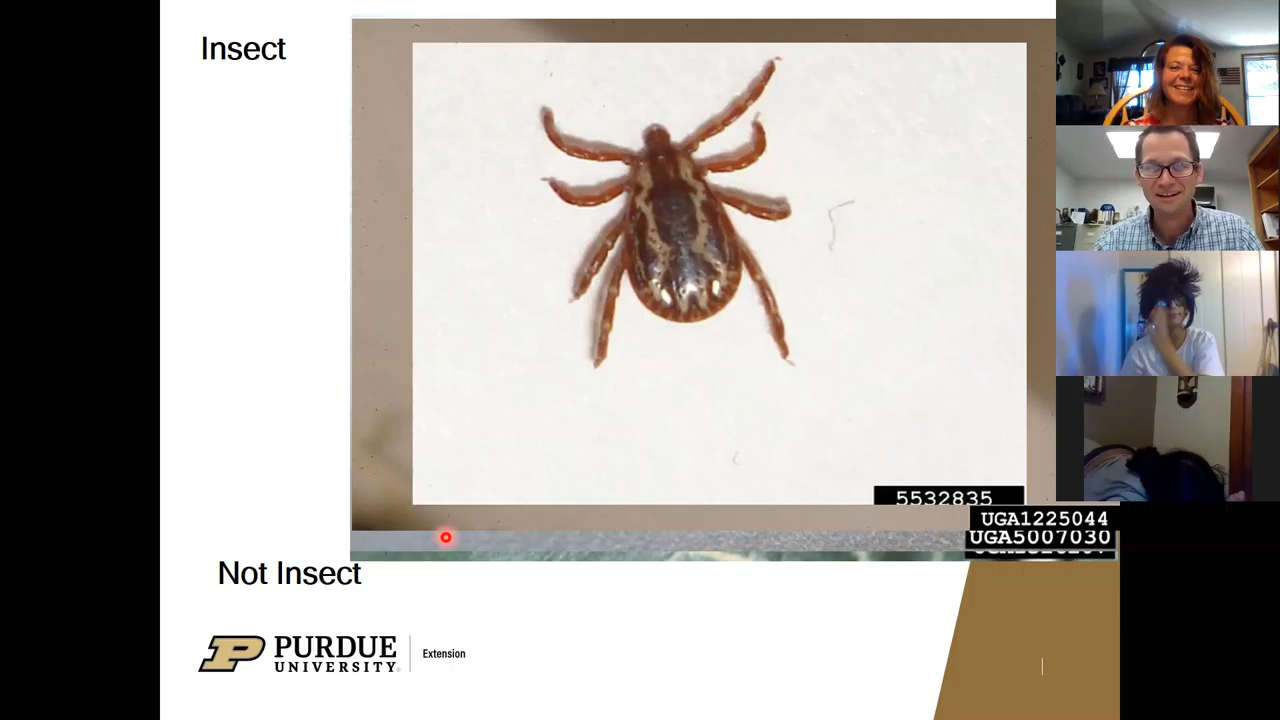 Insect
5532835
UGA1225044
UGA5007030
Not Insect
PURDUE
UNIVERSITY
Extension